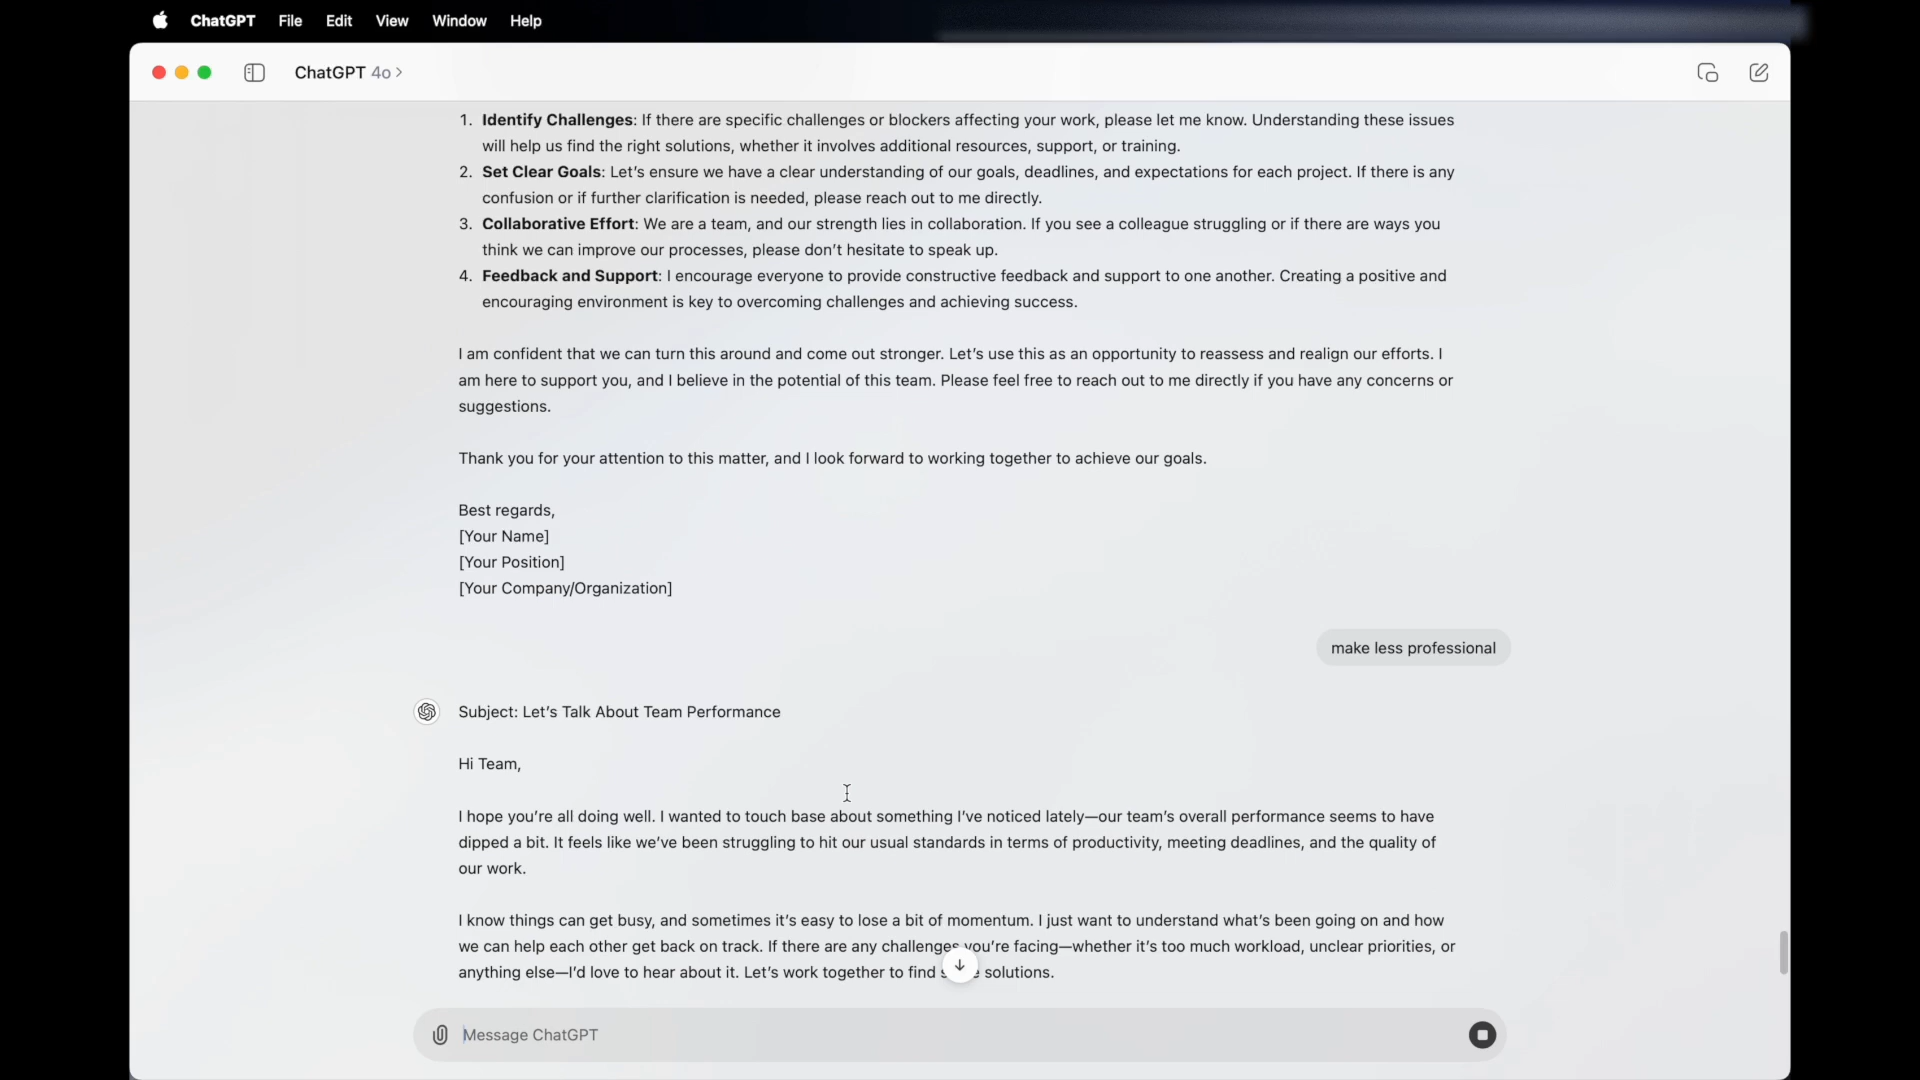 ChatGPT File Edit View Window Help
ChatGPT 4o >
1. Identify Challenges: If there are specific challenges or blockers affecting your work, please let me know. Understanding these issues
will help us find the right solutions, whether it involves additional resources, support, or training.
2. Set Clear Goals: Let’s ensure we have a clear understanding of our goals, deadlines, and expectations for each project. If there is any
confusion or if further clarification is needed, please reach out to me directly.
3. Collaborative Effort: We are a team, and our strength lies in collaboration. If you see a colleague struggling or if there are ways you
think we can improve our processes, please don’t hesitate to speak up.
4. Feedback and Support: I encourage everyone to provide constructive feedback and support to one another. Creating a positive and
encouraging environment is key to overcoming challenges and achieving success.
I am confident that we can turn this around and come out stronger. Let’s use this as an opportunity to reassess and realign our efforts. I
am here to support you, and I believe in the potential of this team. Please feel free to reach out to me directly if you have any concerns or
suggestions.
Thank you for your attention to this matter, and I look forward to working together to achieve our goals.
Best regards,
[Your Name]
[Your Position]
[Your Company/Organization]
make less professional
Subject: Let’s Talk About Team Performance
Hi Team,
I hope you’re all doing well. I wanted to touch base about something I’ve noticed lately—our team’s overall performance seems to have
dipped a bit. It feels like we’ve been struggling to hit our usual standards in terms of productivity, meeting deadlines, and the quality of
our work.
I know things can get busy, and sometimes it’s easy to lose a bit of momentum. I just want to understand what’s been going on and how
we can help each other get back on track. If there are any challenges you’re facing—whether it’s too much workload, unclear priorities, or
anything else—I’d love to hear about it. Let’s work together to find solutions.
Message ChatGPT